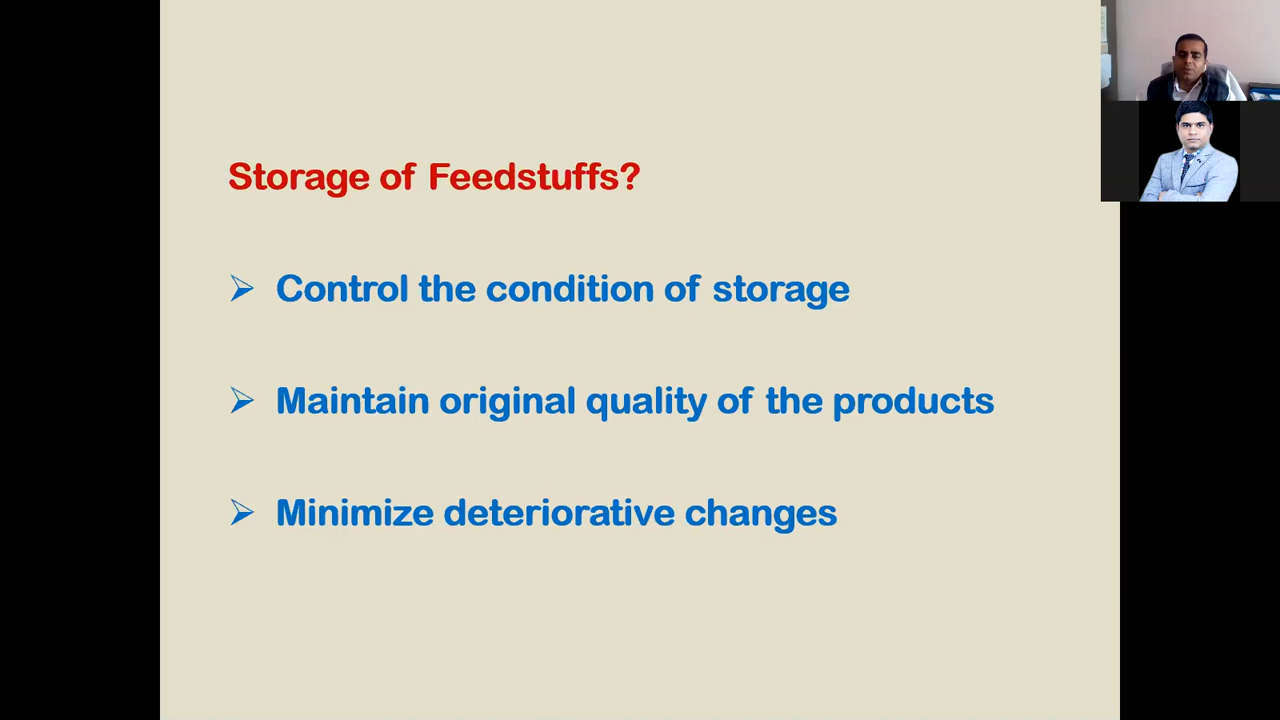 Storage of Feedstuffs?
➢ Control the condition of storage
➢ Maintain original quality of the products
➢ Minimize deteriorative changes